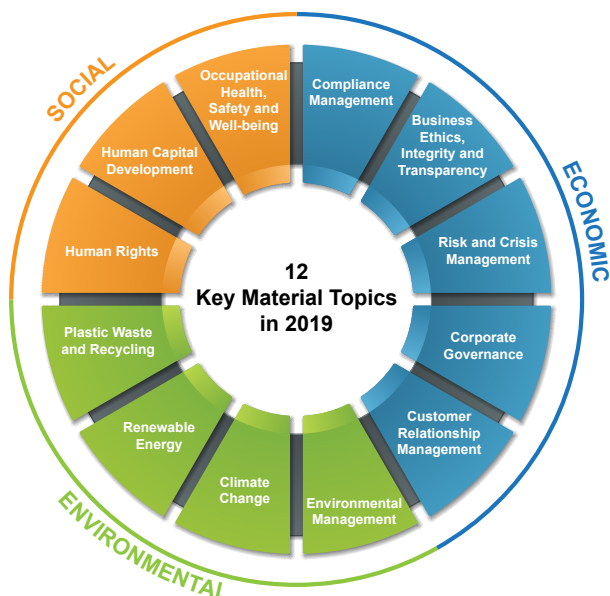 SOCIAL
ECONOMIC
ENVIRONMENTAL
12
Key Material Topics
in 2019
Compliance
Management
Business
Ethics,
Integrity and
Transparency
Risk and Crisis
Management
Corporate
Governance
Customer
Relationship
Management
Environmental
Management
Climate
Change
Renewable
Energy
Plastic Waste
and Recycling
Human Rights
Human Capital
Development
Occupational
Health,
Safety and
Well-being